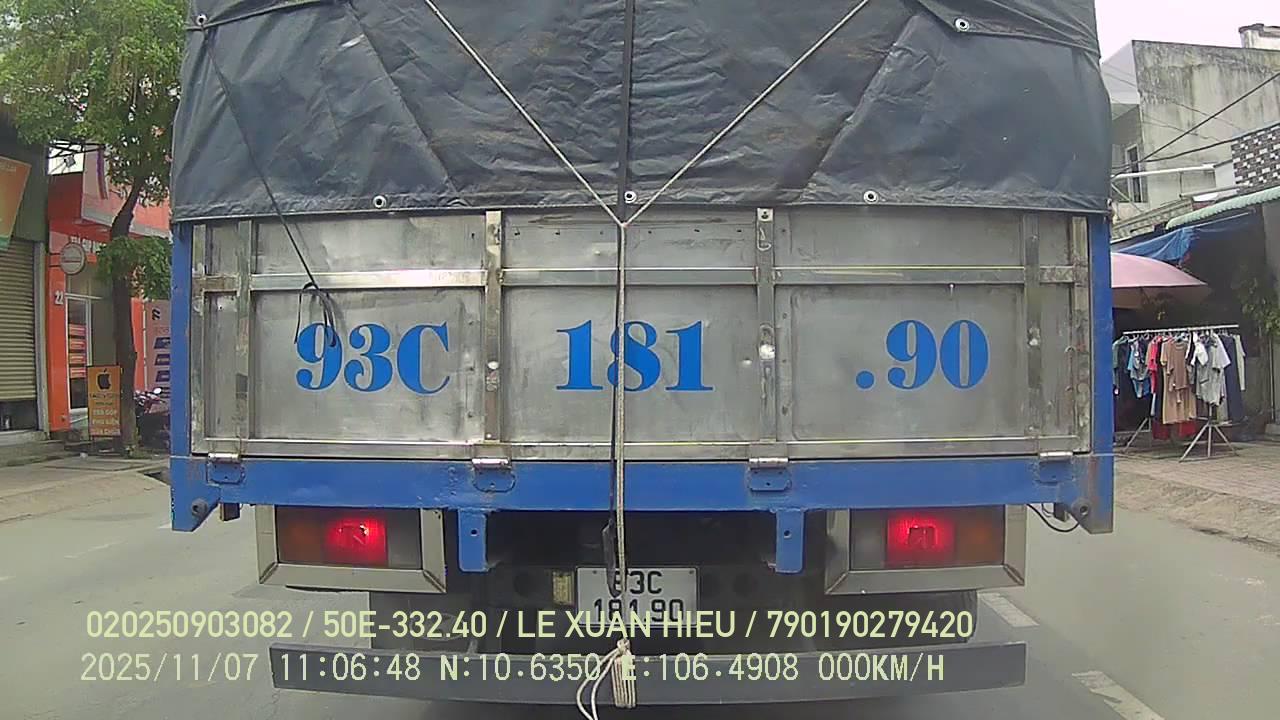 93C 181 .90
22
93C
181.90
020250903082 / 50E-332.40 / LE XUAN HIEU / 790190279420
2025/11/07 11:06:48 N:10.6350 E:106.4908 000KM/H